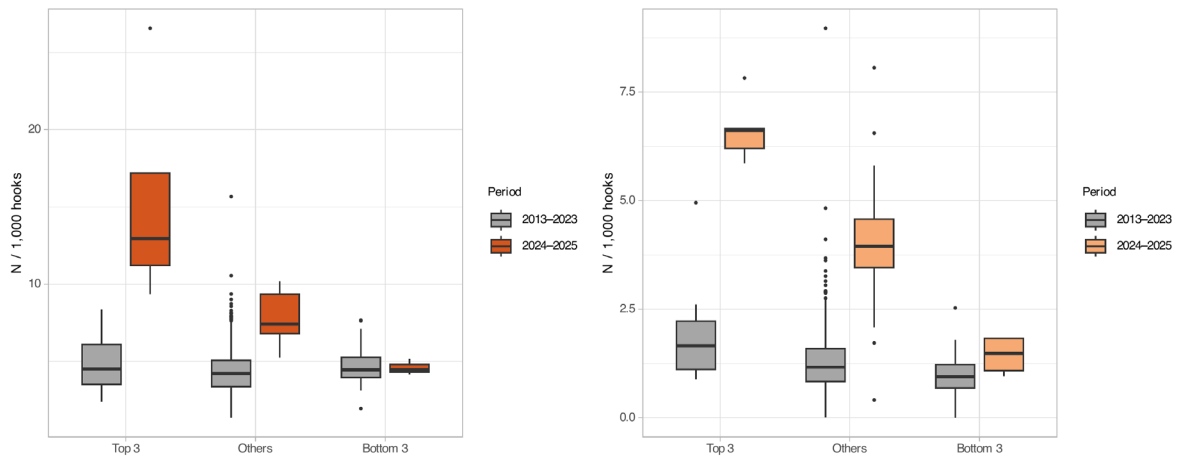 N / 1,000 hooks
20
10
Top 3
Others
Bottom 3
Period
2013–2023
2024–2025
N / 1,000 hooks
7.5
5.0
2.5
0.0
Top 3
Others
Bottom 3
Period
2013–2023
2024–2025